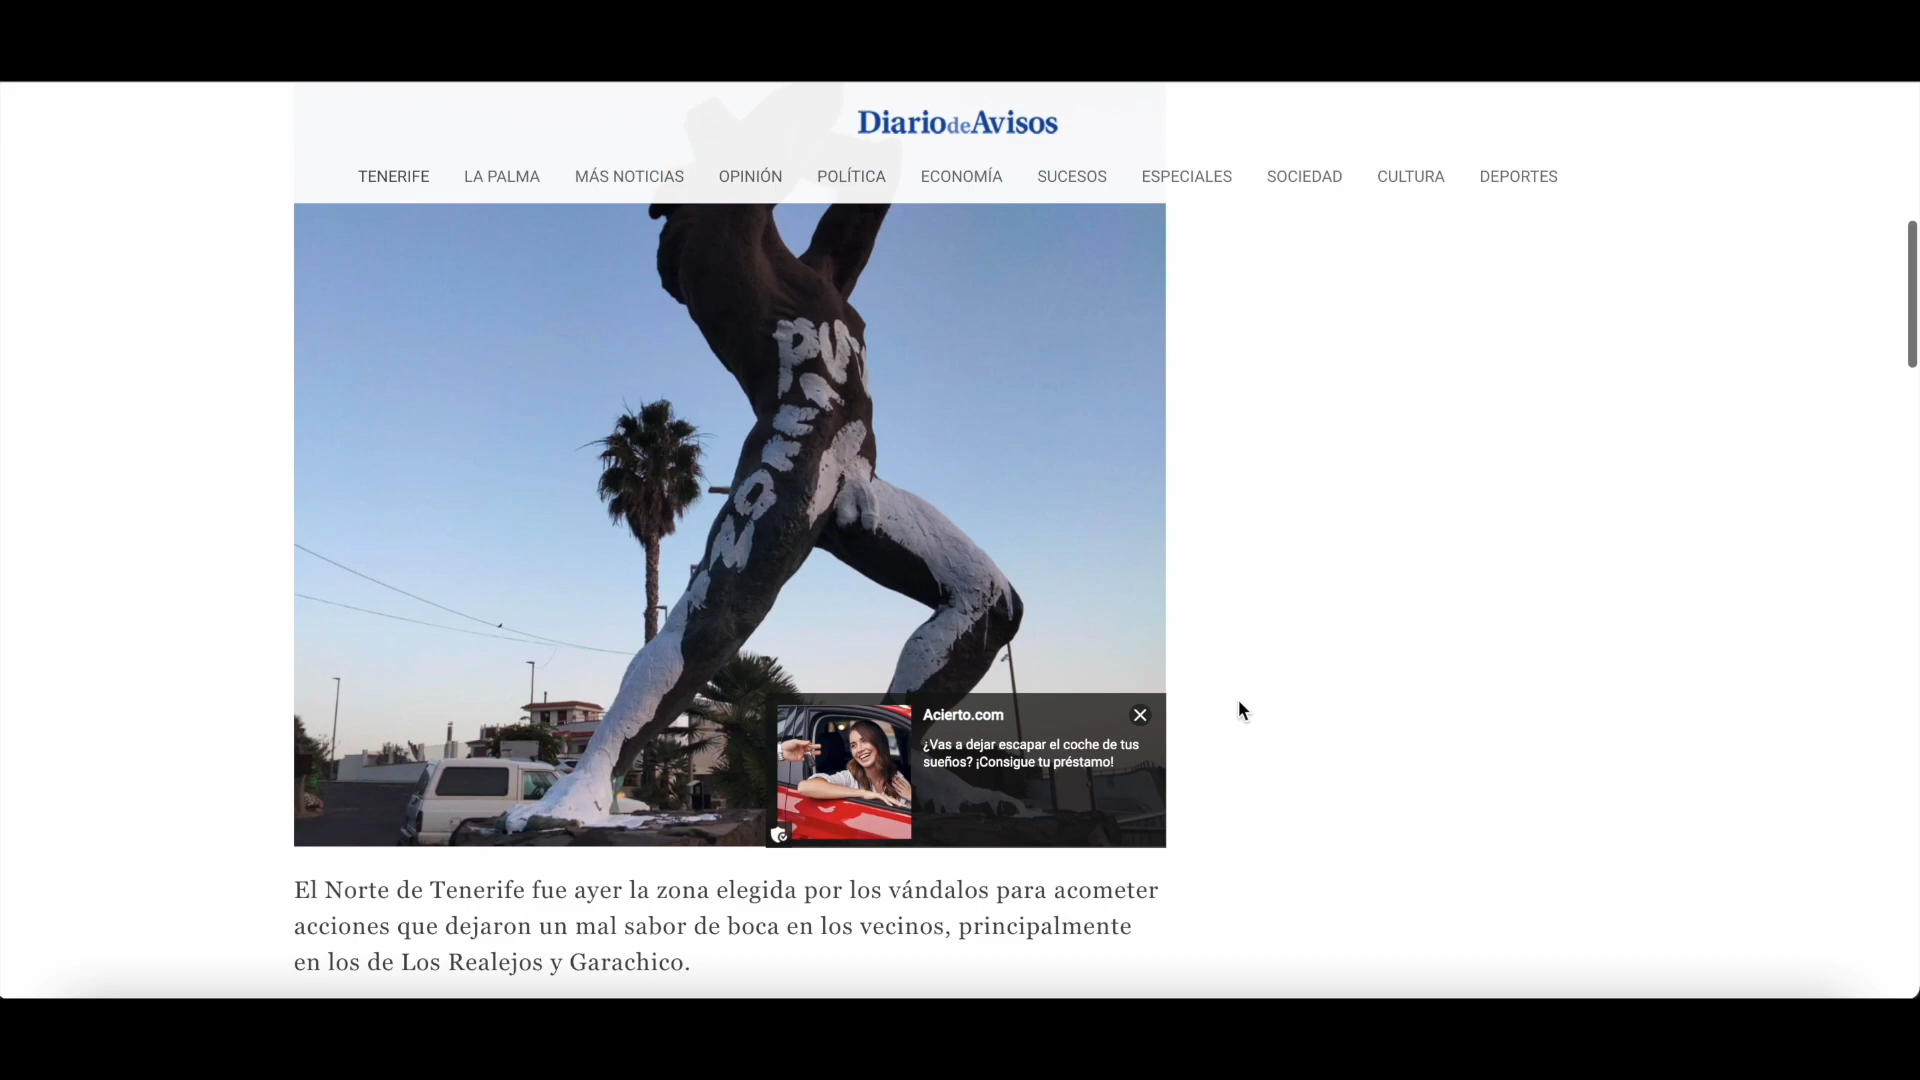 DiariodeAvisos
TENERIFE LA PALMA MÁS NOTICIAS OPINIÓN POLÍTICA ECONOMÍA SUCESOS ESPECIALES SOCIEDAD CULTURA DEPORTES
Acierto.com
¿Vas a dejar escapar el coche de tus
sueños? ¡Consigue tu préstamo!
El Norte de Tenerife fue ayer la zona elegida por los vándalos para acometer
acciones que dejaron un mal sabor de boca en los vecinos, principalmente
en los de Los Realejos y Garachico.